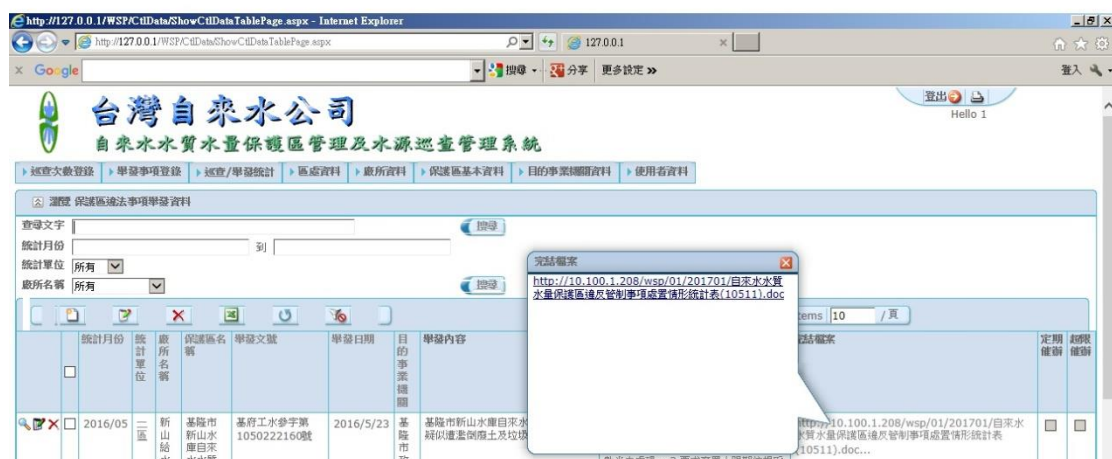 http://127.0.0.1/WSP/CtlData/ShowCtlDataTablePage.aspx - Internet Explorer
http://127.0.0.1/WSP/CtlData/ShowCtlDataTablePage.aspx
127.0.0.1
Google
搜尋
分享
更多設定 »
登入
台灣自來水公司
自來水水質水量保護區管理及水源巡查管理系統
登出
Hello 1
巡查次數登錄
舉發事項登錄
巡查/舉發統計
區處資料
廠所資料
保護區基本資料
目的事業機關資料
使用者資料
瀏覽 保護區違法事項舉發資料
查尋文字
搜尋
統計月份
到
統計單位 所有
廠所名稱 所有
搜尋
完結檔案
http://10.100.1.208/wsp/01/201701/自來水水質
水量保護區違反管制事項處置情形統計表(10511).doc
tems 10 /頁
統計月份
統計單位
廠所名稱
保護區名稱
舉發文號
舉發日期
目的事業機關
舉發內容
完結檔案
定期催辦
超限催辦
2016/05
二區
新山給水
基隆市新山水庫自來水水質
基府工水參字第
1050222160號
2016/5/23
基隆市政
基隆市新山水庫自來水
疑似遭濫倒廢土及垃圾
http://10.100.1.208/wsp/01/201701/自來水
水質水量保護區違反管制事項處置情形統計表
(10511).doc...